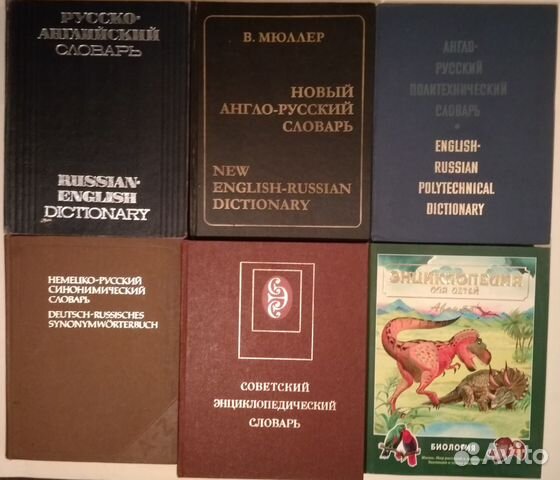 РУССКО-
АНГЛИЙСКИЙ
СЛОВАРЬ
RUSSIAN-
ENGLISH
DICTIONARY
В. МЮЛЛЕР
НОВЫЙ
АНГЛО-РУССКИЙ
СЛОВАРЬ
NEW
ENGLISH-RUSSIAN
DICTIONARY
АНГЛО-
РУССКИЙ
ПОЛИТЕХНИЧЕСКИЙ
СЛОВАРЬ
ENGLISH-
RUSSIAN
POLYTECHNICAL
DICTIONARY
НЕМЕЦКО-РУССКИЙ
СИНОНИМИЧЕСКИЙ
СЛОВАРЬ
DEUTSCH-RUSSISCHES
SYNONYMWÖRTERBUCH
СОВЕТСКИЙ
ЭНЦИКЛОПЕДИЧЕСКИЙ
СЛОВАРЬ
ЭНЦИКЛОПЕДИЯ
ДЛЯ ДЕТЕЙ
Аванта+
БИОЛОГИЯ
Avito